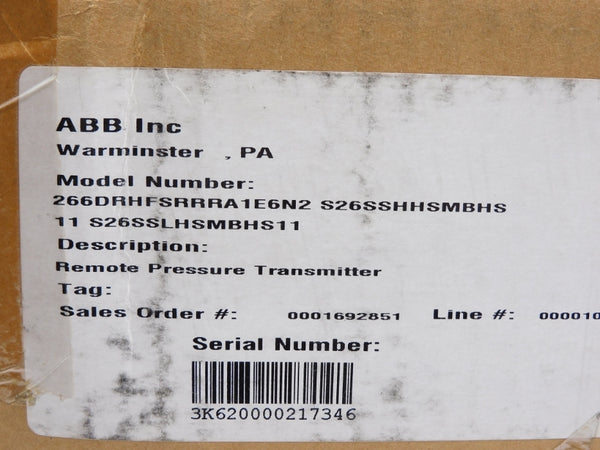 ABB Inc
Warminster , PA
Model Number:
266DRHFSRRRA1E6N2 S26SSHHSMBHS
11 S26SSLHSMBHS11
Description:
Remote Pressure Transmitter
Tag:
Sales Order #: 0001692851 Line #: 000010
Serial Number:
3K620000217346